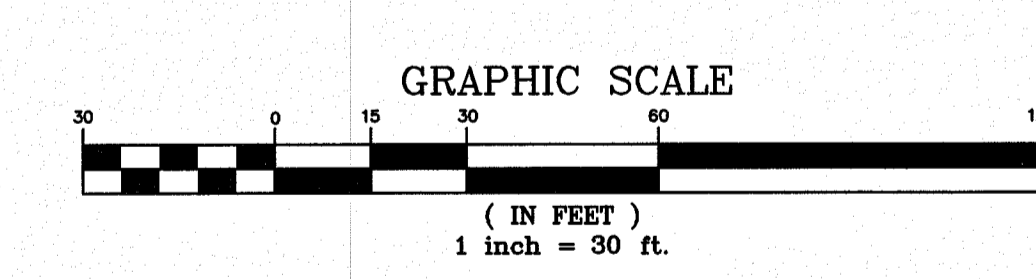 GRAPHIC SCALE
30 0 15 30 60
( IN FEET )
1 inch = 30 ft.